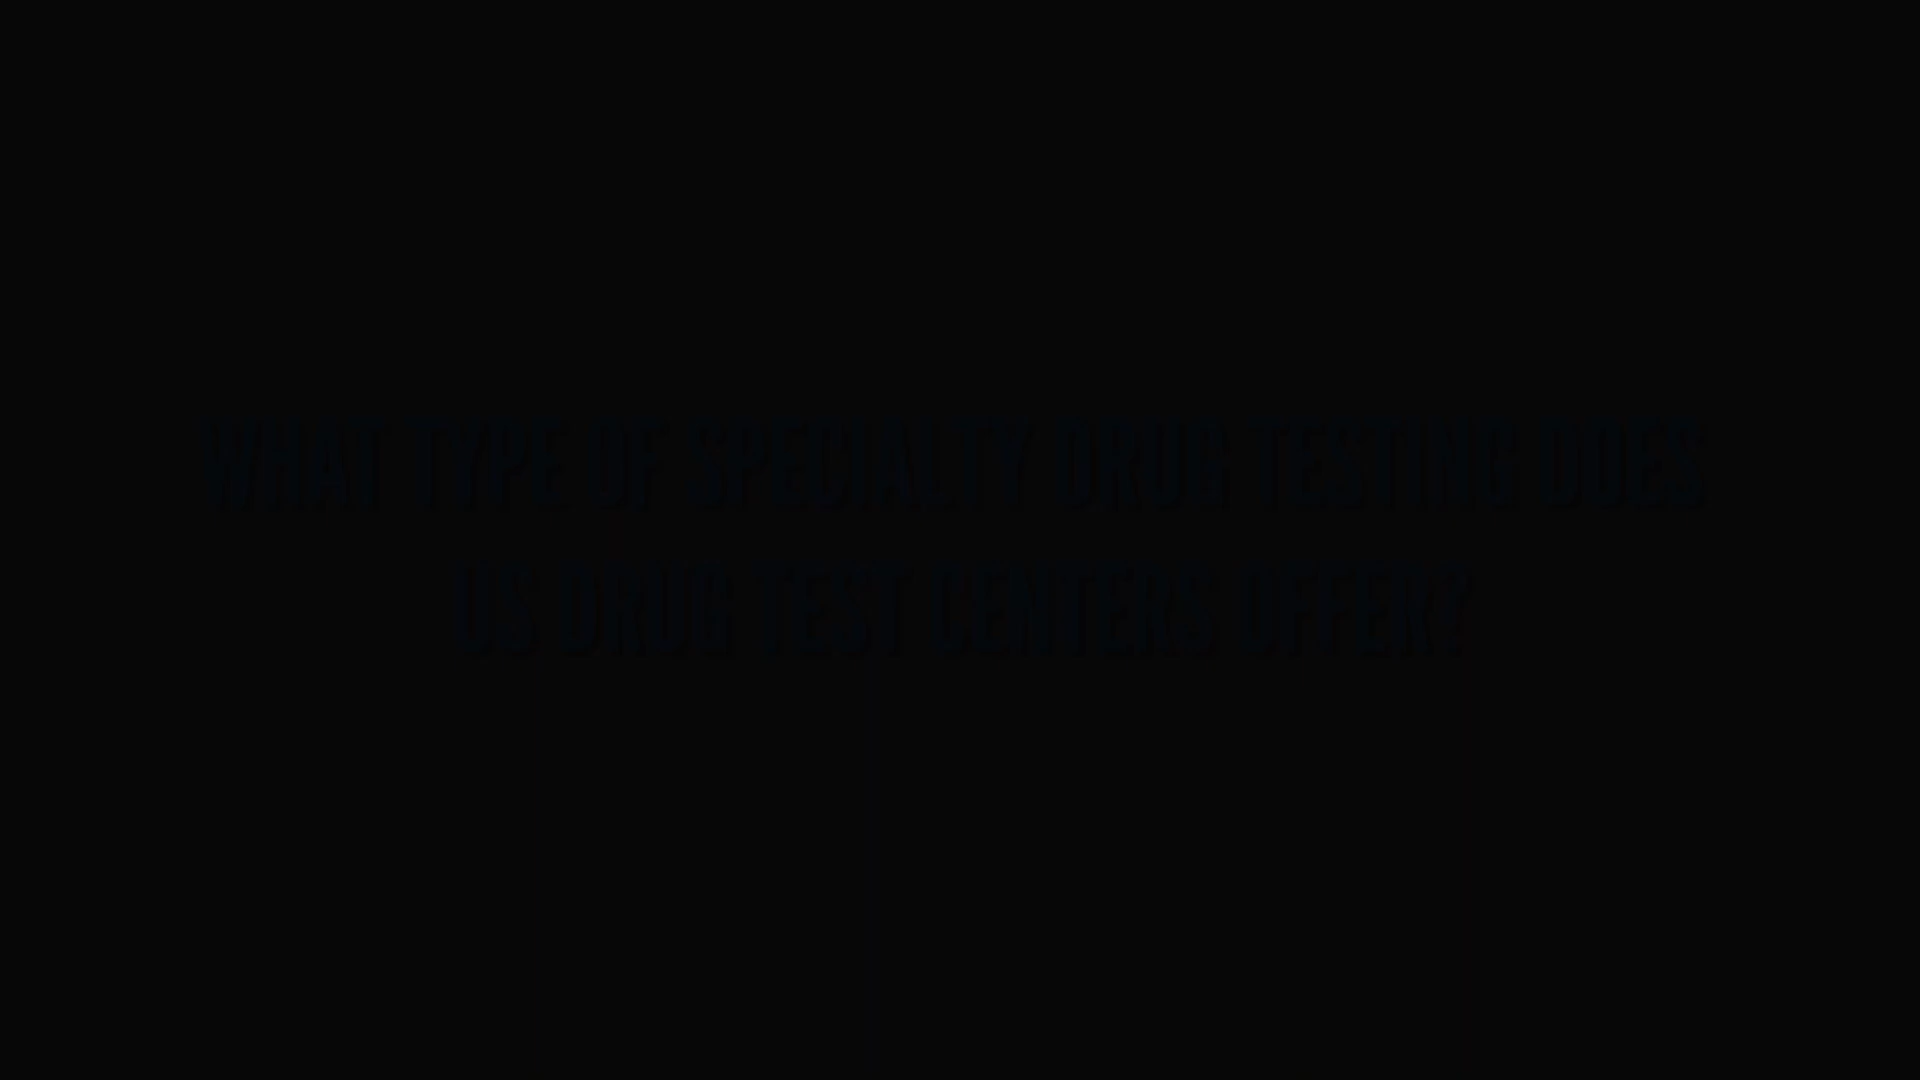 WHAT TYPE OF SPECIALTY DRUG TESTING DOES
US DRUG TEST CENTERS OFFER?